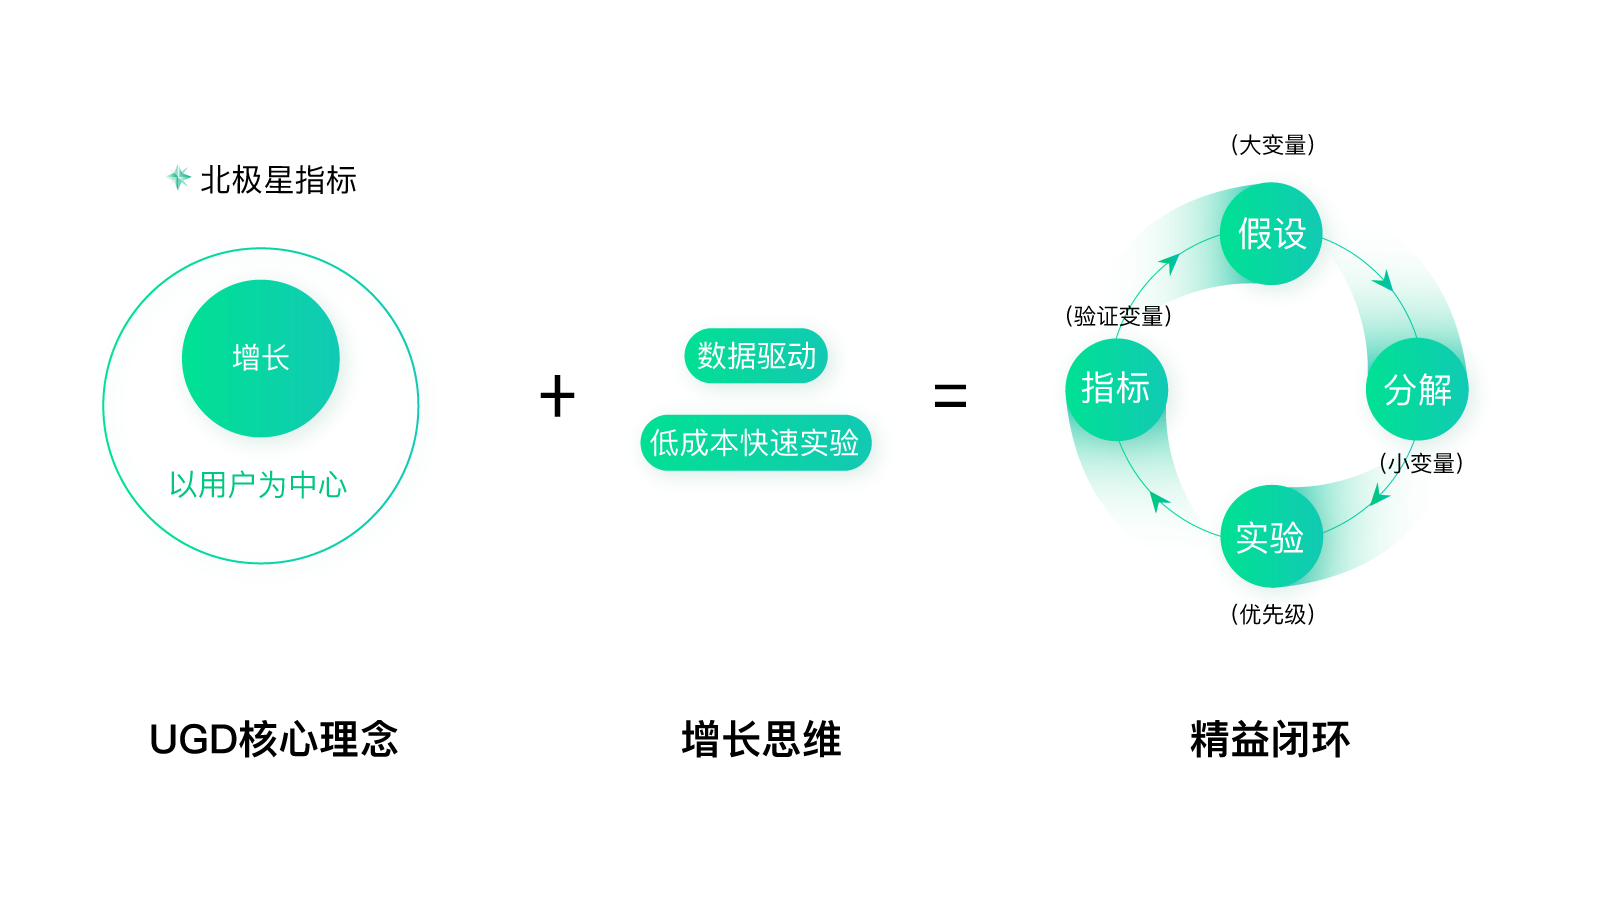 北极星指标
增长
以用户为中心
UGD核心理念
+
数据驱动
低成本快速实验
增长思维
=
(大变量)
假设
(验证变量)
指标
分解
(小变量)
实验
(优先级)
精益闭环